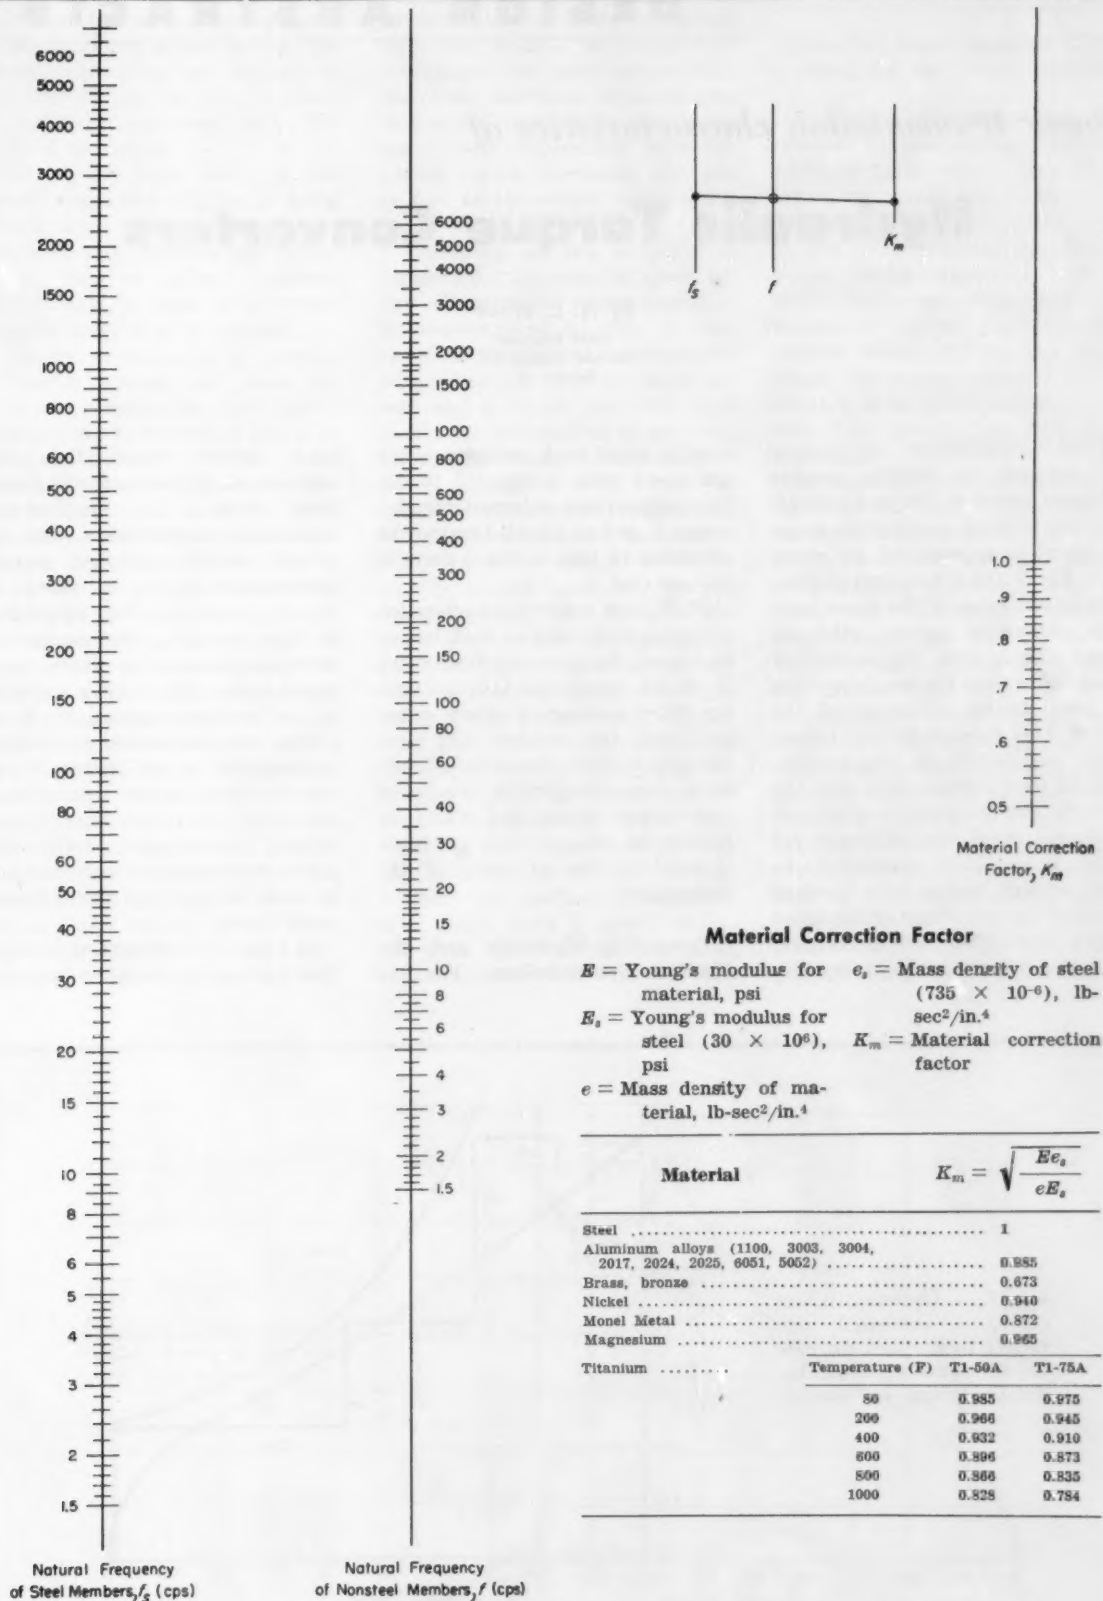 6000
5000
4000
3000
2000
1500
1000
800
600
500
400
300
200
150
100
80
60
50
40
30
20
15
10
8
6
5
4
3
2
1.5
Natural Frequency
of Steel Members, fs (cps)
6000
5000
4000
3000
2000
1500
1000
800
600
500
400
300
200
150
100
80
60
40
30
20
15
10
8
6
4
3
2
1.5
Natural Frequency
of Nonsteel Members, f (cps)
fs f Km
1.0
.9
.8
.7
.6
0.5
Material Correction
Factor, Km
Material Correction Factor
E = Young's modulus for
material, psi
Es = Young's modulus for
steel (30 × 10⁶),
psi
e = Mass density of ma-
terial, lb-sec²/in.⁴
es = Mass density of steel
(735 × 10⁻⁶), lb-
sec²/in.⁴
Km = Material correction
factor
Material Km = √(Ees/eEs)
Steel ........................................ 1
Aluminum alloys (1100, 3003, 3004,
2017, 2024, 2025, 6051, 5052) .................... 0.985
Brass, bronze .................................... 0.673
Nickel ........................................ 0.940
Monel Metal .................................... 0.872
Magnesium .................................... 0.965
Titanium ........ Temperature (F) T1-50A T1-75A
80 0.985 0.975
200 0.966 0.945
400 0.932 0.910
600 0.896 0.873
800 0.866 0.835
1000 0.828 0.784